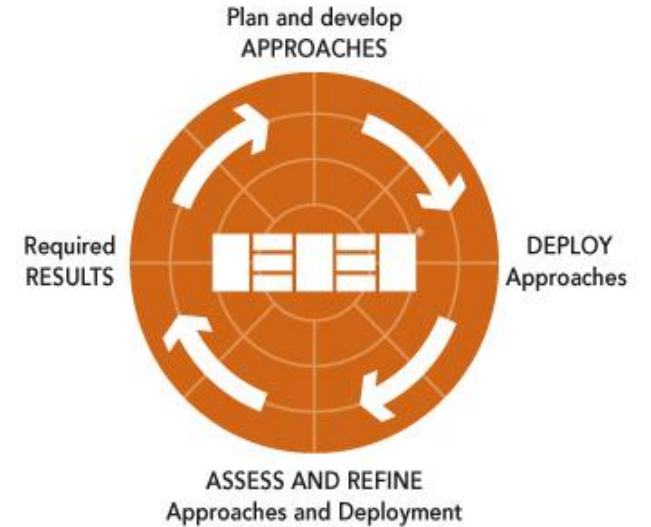 Plan and develop
APPROACHES
Required
RESULTS
DEPLOY
Approaches
ASSESS AND REFINE
Approaches and Deployment